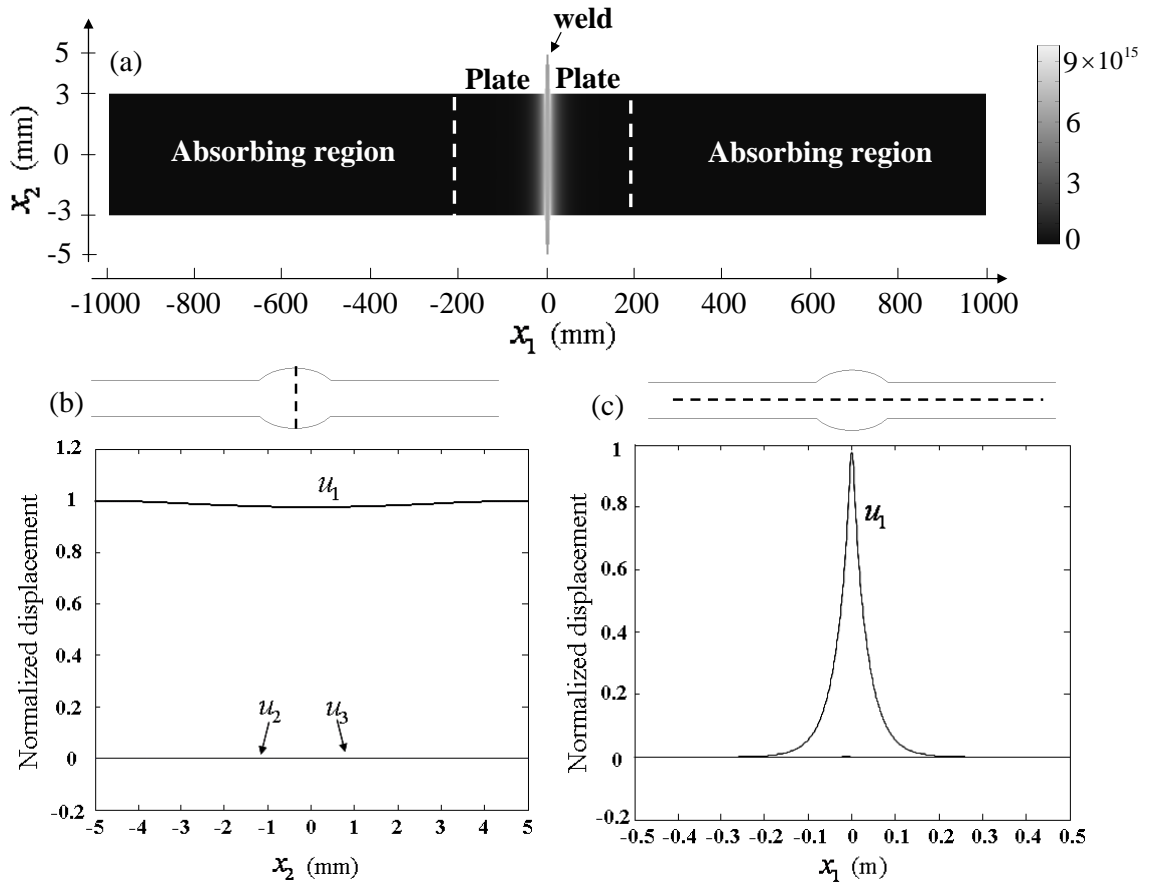 weld
(a)
Plate Plate
Absorbing region
Absorbing region
5
3
0
-3
-5
x₂ (mm)
-1000 -800 -600 -400 -200 0 200 400 600 800 1000
x₁ (mm)
9×10¹⁵
6
3
0
(b)
1.2
1
0.8
0.6
0.4
0.2
0
-0.2
Normalized displacement
u₁
u₂ u₃
-5 -4 -3 -2 -1 0 1 2 3 4 5
x₂ (mm)
(c)
1
0.8
0.6
0.4
0.2
0
-0.2
Normalized displacement
u₁
-0.5 -0.4 -0.3 -0.2 -0.1 0 0.1 0.2 0.3 0.4 0.5
x₁ (m)